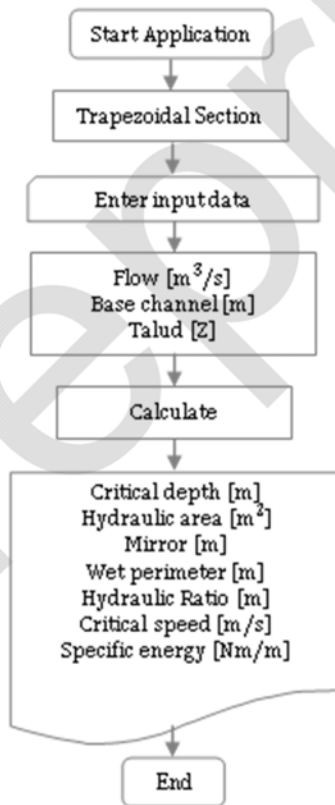 Start Application
Trapezoidal Section
Enter input data
Flow [m³/s]
Base channel [m]
Talud [Z]
Calculate
Critical depth [m]
Hydraulic area [m²]
Mirror [m]
Wet perimeter [m]
Hydraulic Ratio [m]
Critical speed [m/s]
Specific energy [Nm/m]
End